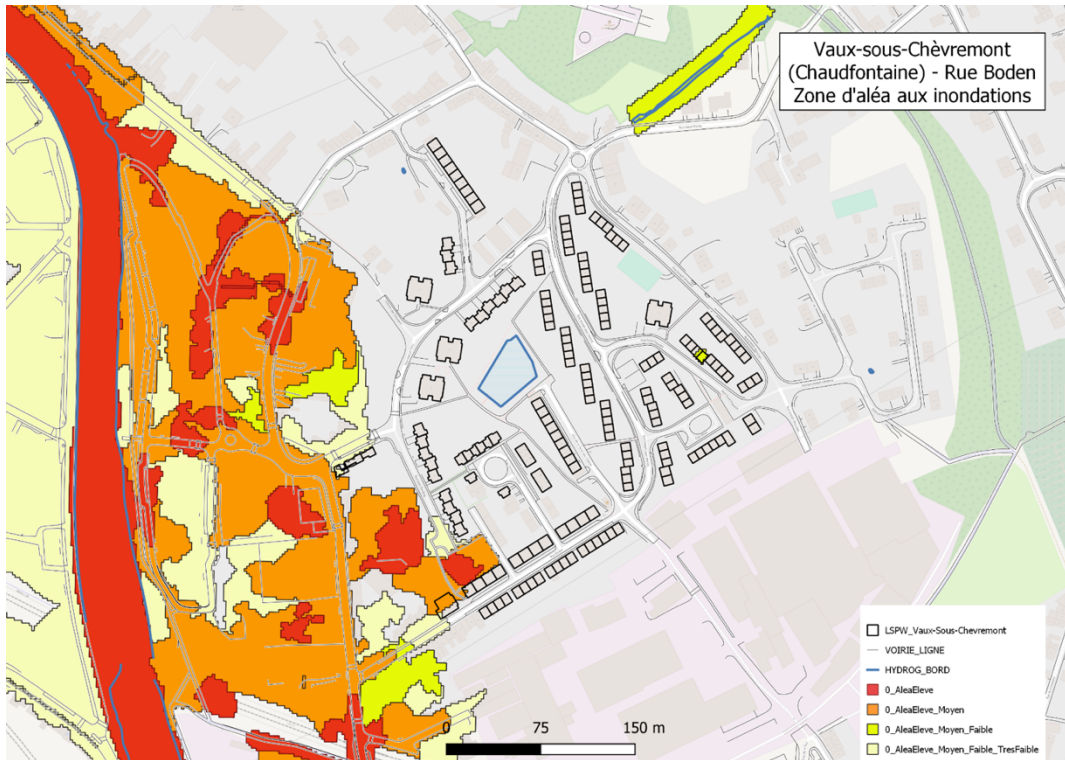 Vaux-sous-Chèvremont
(Chaudfontaine) - Rue Boden
Zone d'aléa aux inondations
LSPW_Vaux-Sous-Chevremont
VOIRIE_LIGNE
HYDROG_BORD
0_AleaEleve
0_AleaEleve_Moyen
0_AleaEleve_Moyen_Faible
0_AleaEleve_Moyen_Faible_TresFaible
0 75 150 m